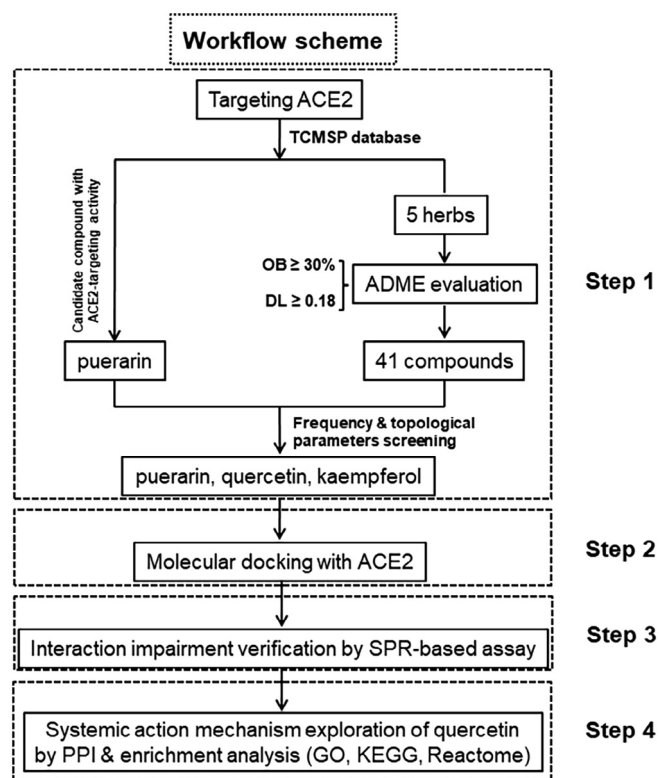 Workflow scheme
Targeting ACE2
TCMSP database
Candidate compound with
ACE2-targeting activity
5 herbs
OB ≥ 30%
DL ≥ 0.18
ADME evaluation
Step 1
puerarin
41 compounds
Frequency & topological
parameters screening
puerarin, quercetin, kaempferol
Molecular docking with ACE2
Step 2
Interaction impairment verification by SPR-based assay
Step 3
Systemic action mechanism exploration of quercetin
by PPI & enrichment analysis (GO, KEGG, Reactome)
Step 4